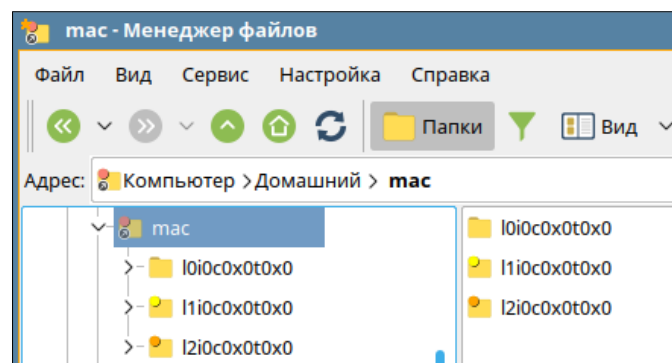 mac - Менеджер файлов
Файл Вид Сервис Настройка Справка
Папки Вид
Адрес: Компьютер > Домашний > mac
mac
l0i0c0x0t0x0
l1i0c0x0t0x0
l2i0c0x0t0x0
l0i0c0x0t0x0
l1i0c0x0t0x0
l2i0c0x0t0x0